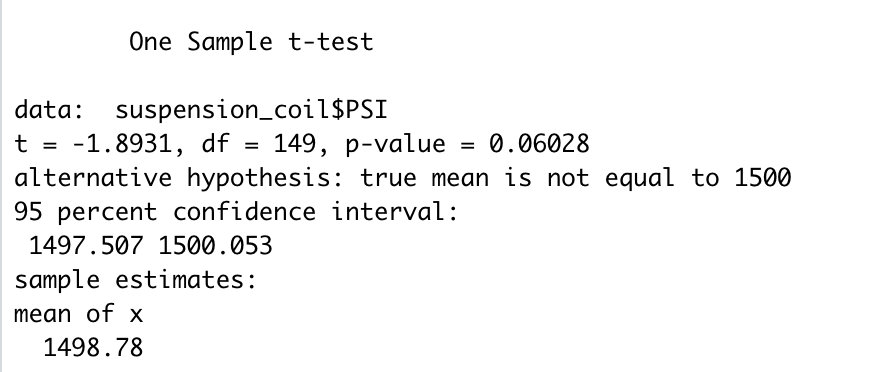 One Sample t-test
data:  suspension_coil$PSI
t = -1.8931, df = 149, p-value = 0.06028
alternative hypothesis: true mean is not equal to 1500
95 percent confidence interval:
1497.507 1500.053
sample estimates:
mean of x
1498.78